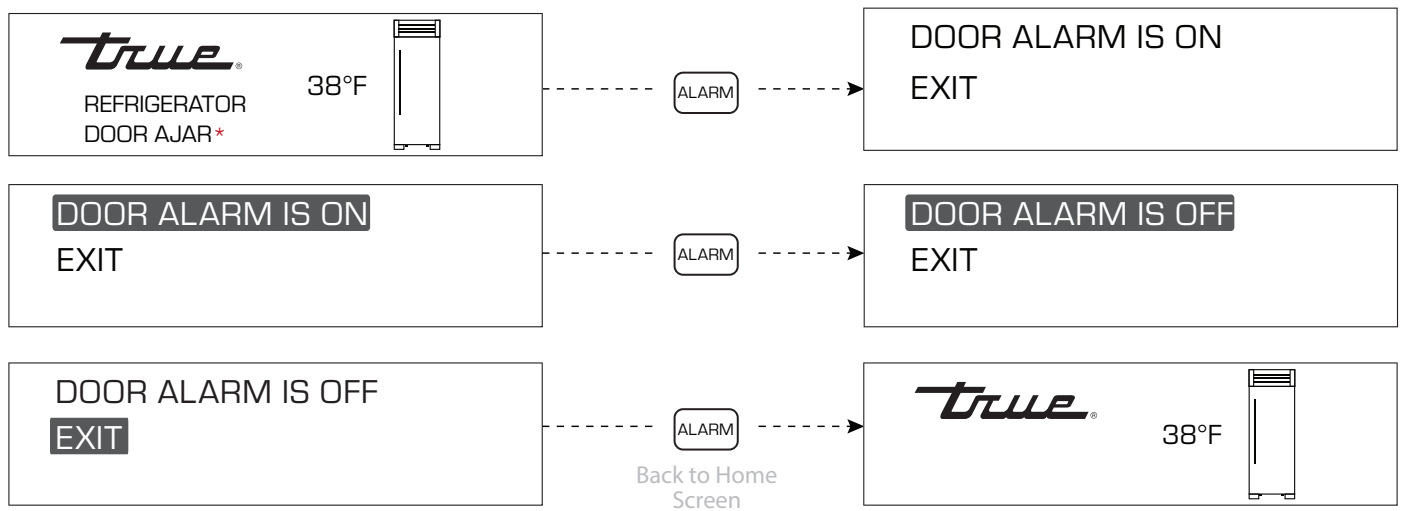 true®
REFRIGERATOR
DOOR AJAR*
38°F
ALARM
DOOR ALARM IS ON
EXIT
DOOR ALARM IS ON
EXIT
ALARM
DOOR ALARM IS OFF
EXIT
DOOR ALARM IS OFF
EXIT
ALARM
Back to Home
Screen
true®
38°F